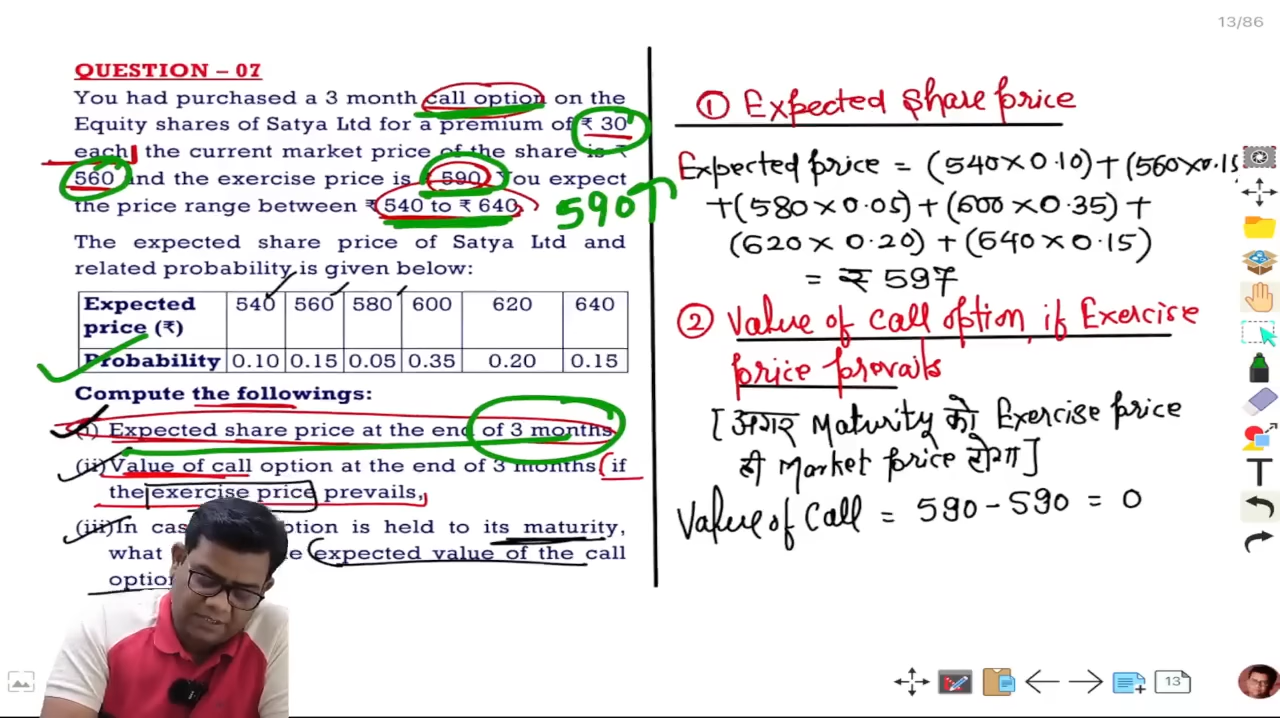 13/86
QUESTION – 07
You had purchased a 3 month call option on the
Equity shares of Satya Ltd for a premium of ₹ 30
each, the current market price of the share is ₹
560 and the exercise price is 590. You expect
the price range between ₹ 540 to ₹ 640.
590↑
The expected share price of Satya Ltd and
related probability is given below:
Expected price (₹) 540 560 580 600 620 640
Probability 0.10 0.15 0.05 0.35 0.20 0.15
Compute the followings:
(i) Expected share price at the end of 3 months
(ii) Value of call option at the end of 3 months, if
the exercise price prevails,
(iii) In case option is held to its maturity,
what expected value of the call
option
① Expected share price
Expected price = (540 × 0.10) + (560 × 0.15
+ (580 × 0.05) + (600 × 0.35) +
(620 × 0.20) + (640 × 0.15)
= ₹ 597
② Value of call option, if Exercise
price prevails
[अगर Maturity को Exercise price
ही Market price होगा]
Value of Call = 590 - 590 = 0
T
13